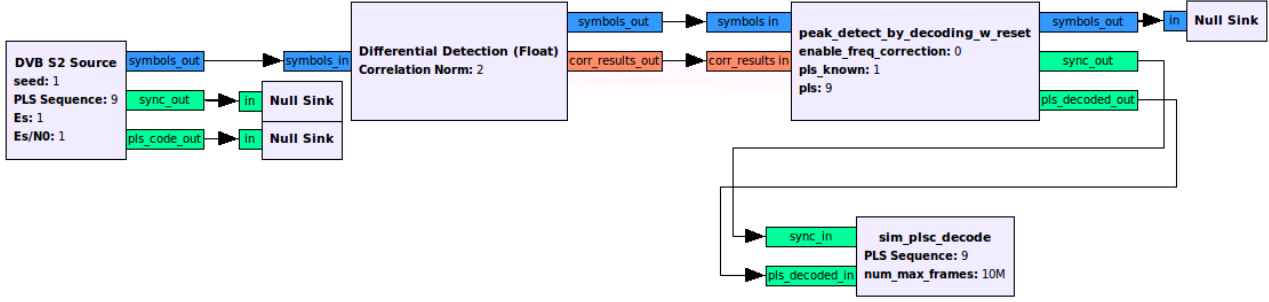 DVB S2 Source
seed: 1
PLS Sequence: 9
Es: 1
Es/N0: 1
symbols_out
sync_out
pls_code_out
in
Null Sink
in
Null Sink
symbols_in
Differential Detection (Float)
Correlation Norm: 2
symbols_out
corr_results_out
symbols in
corr_results in
peak_detect_by_decoding_w_reset
enable_freq_correction: 0
pls_known: 1
pls: 9
symbols_out
sync_out
pls_decoded_out
in
Null Sink
sync_in
pls_decoded_in
sim_plsc_decode
PLS Sequence: 9
num_max_frames: 10M